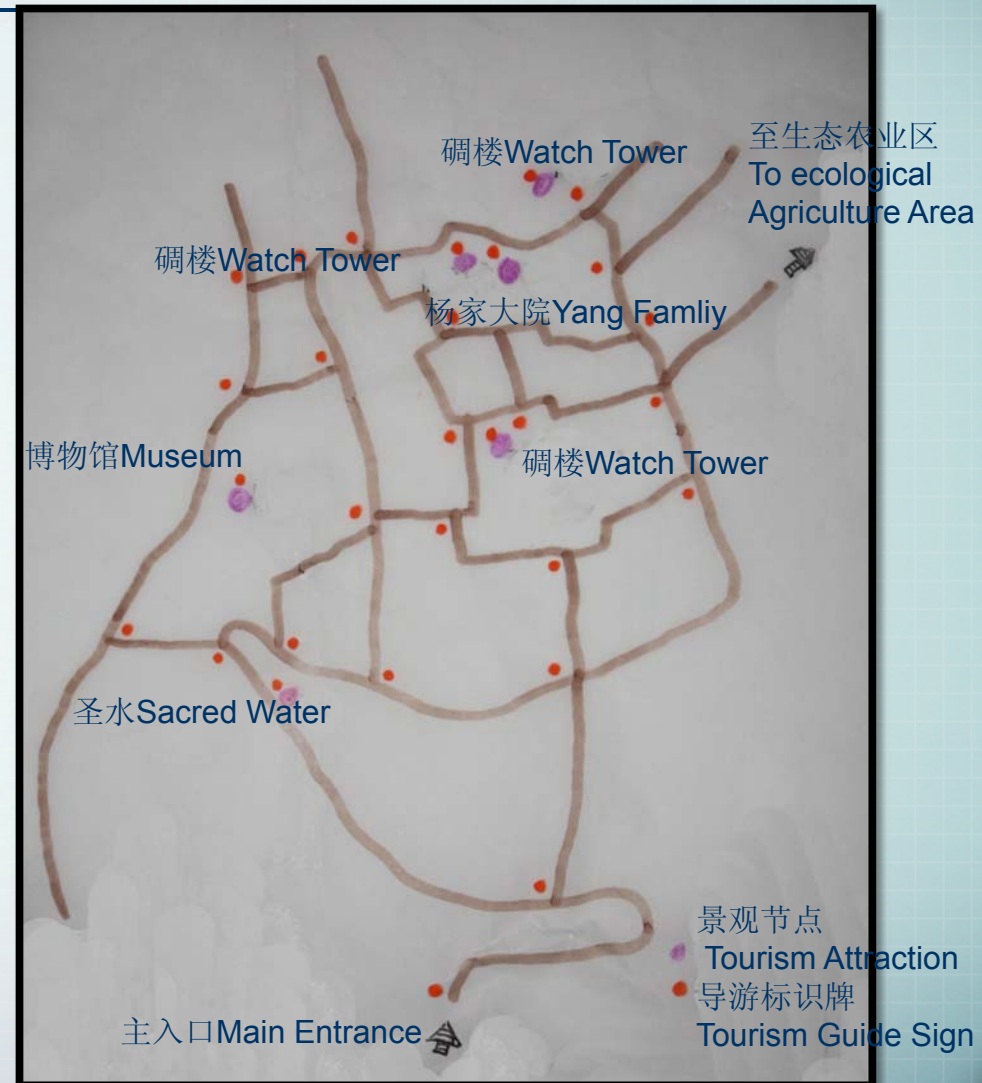 碉楼Watch Tower
至生态农业区
To ecological
Agriculture Area
碉楼Watch Tower
杨家大院Yang Famliy
博物馆Museum
碉楼Watch Tower
圣水Sacred Water
景观节点
Tourism Attraction
导游标识牌
Tourism Guide Sign
主入口Main Entrance